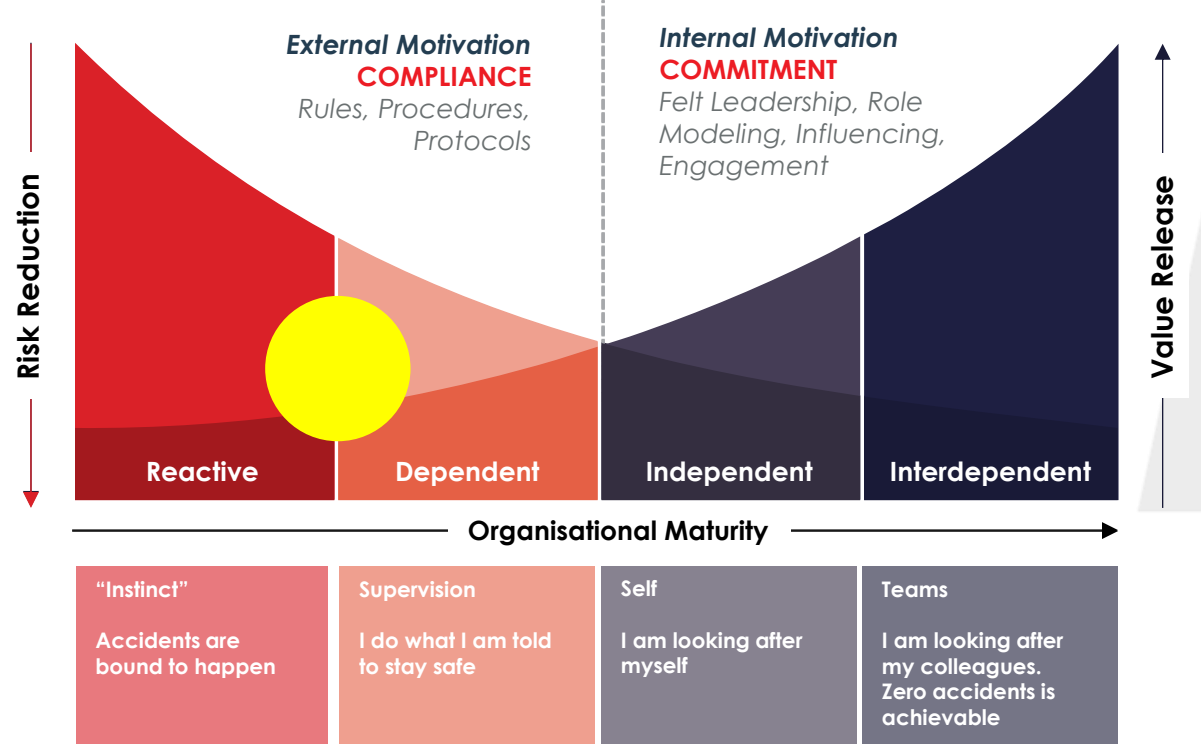 External Motivation
COMPLIANCE
Rules, Procedures,
Protocols
Internal Motivation
COMMITMENT
Felt Leadership, Role
Modeling, Influencing,
Engagement
Risk Reduction
Value Release
Reactive
Dependent
Independent
Interdependent
Organisational Maturity
“Instinct”
Accidents are
bound to happen
Supervision
I do what I am told
to stay safe
Self
I am looking after
myself
Teams
I am looking after
my colleagues.
Zero accidents is
achievable